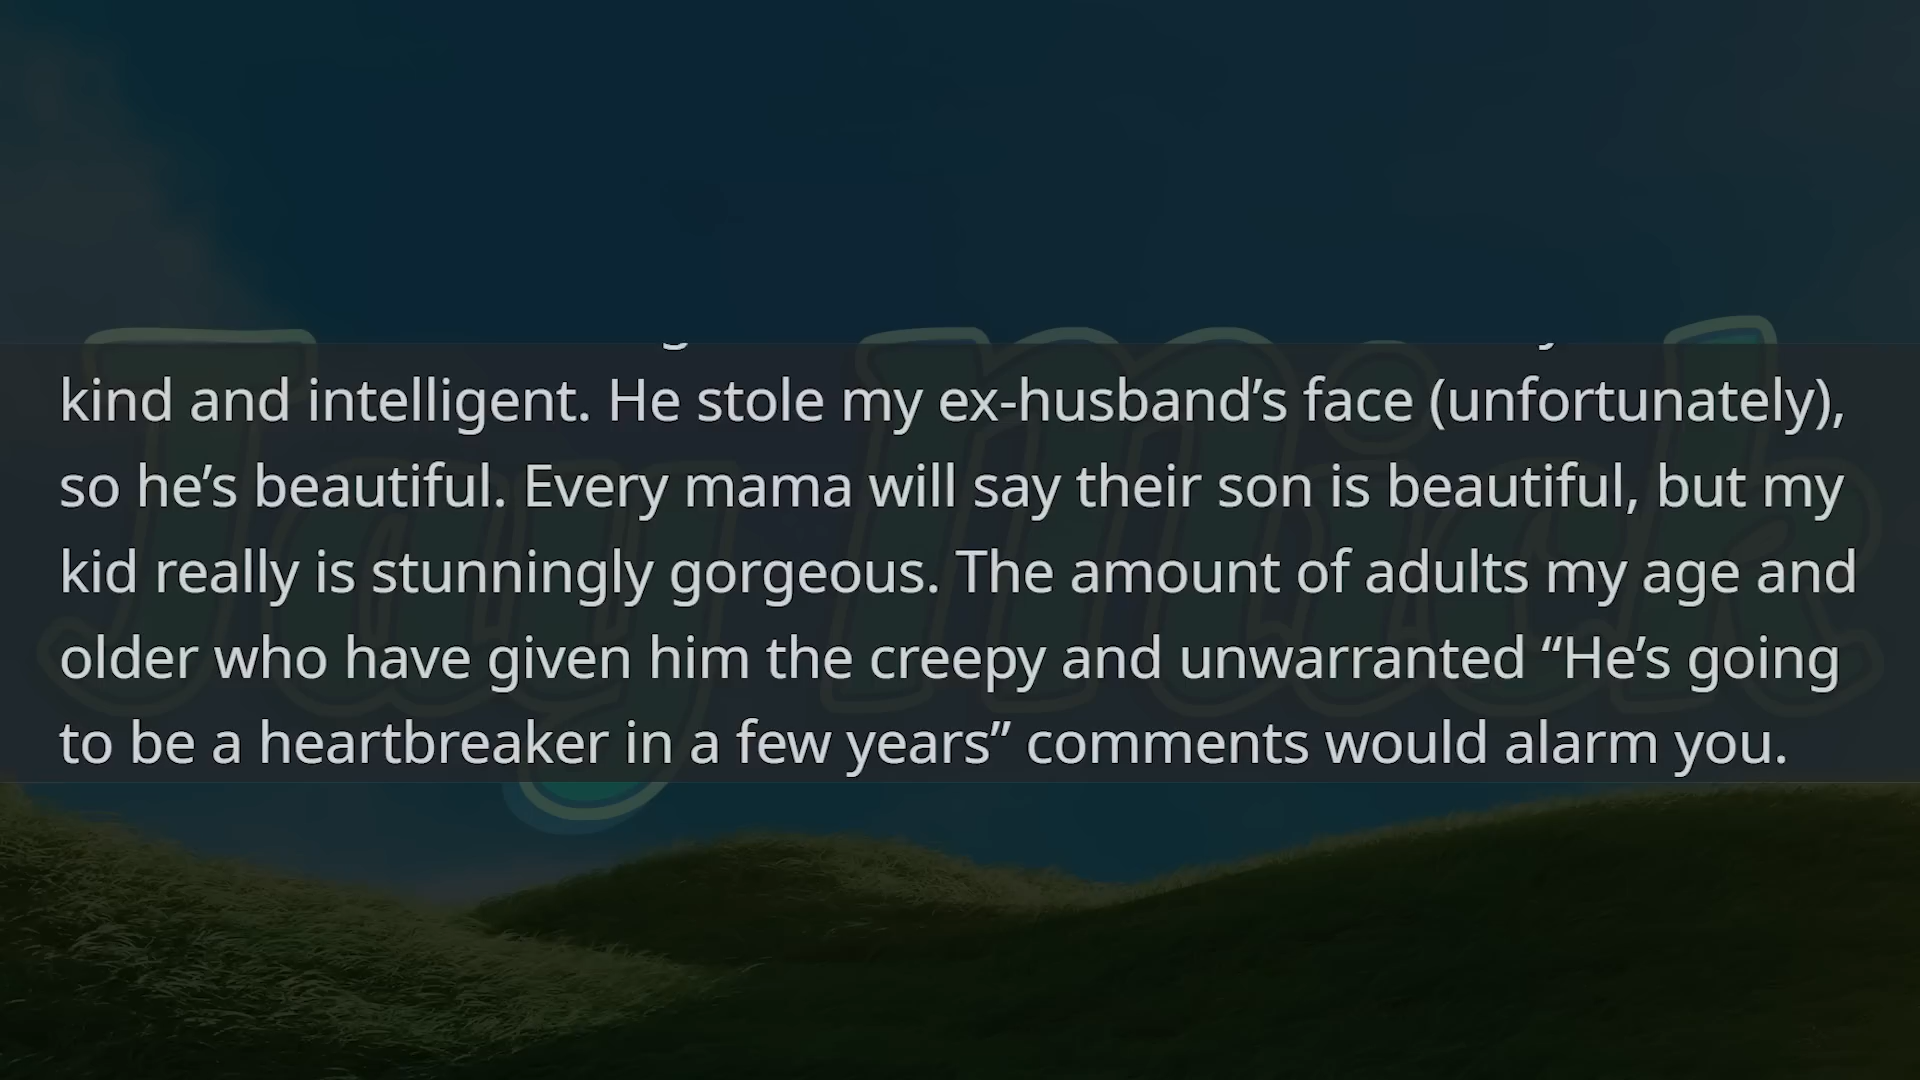 kind and intelligent. He stole my ex-husband’s face (unfortunately),
so he’s beautiful. Every mama will say their son is beautiful, but my
kid really is stunningly gorgeous. The amount of adults my age and
older who have given him the creepy and unwarranted “He’s going
to be a heartbreaker in a few years” comments would alarm you.
Jay Mick